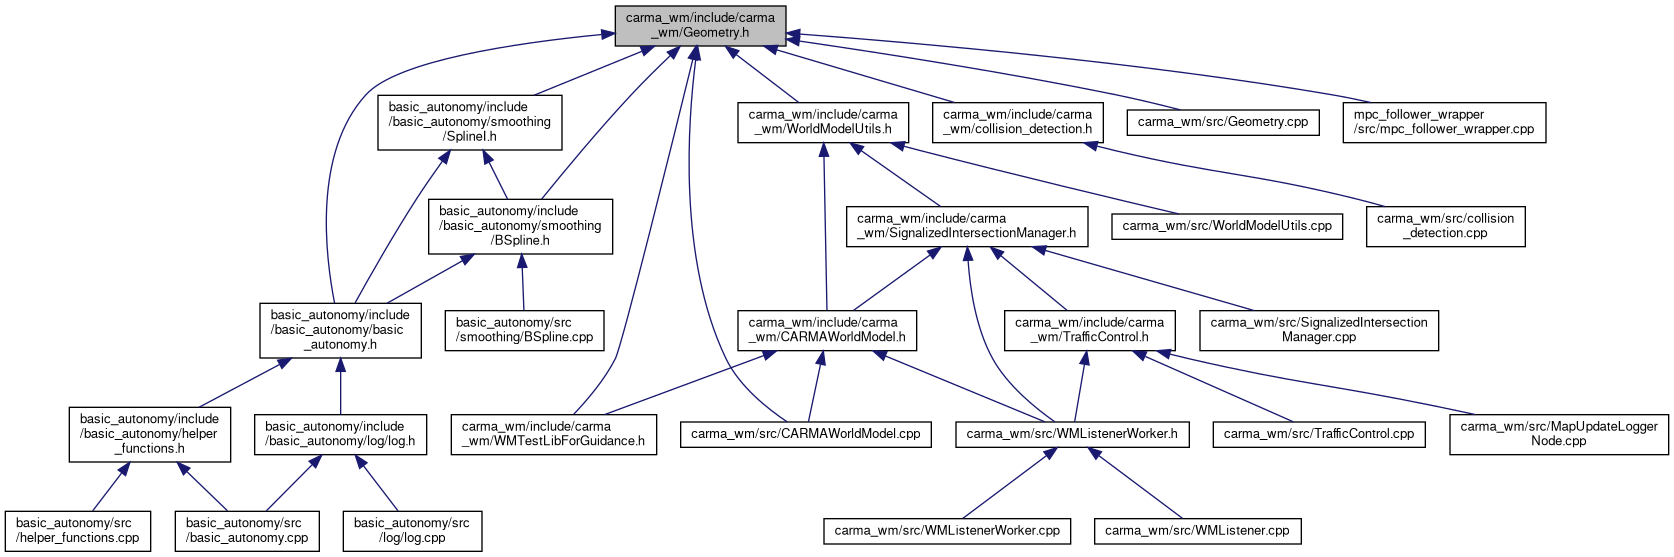 carma_wm/include/carma
_wm/Geometry.h
basic_autonomy/include
/basic_autonomy/smoothing
/SplineI.h
carma_wm/include/carma
_wm/WorldModelUtils.h
carma_wm/include/carma
_wm/collision_detection.h
carma_wm/src/Geometry.cpp
mpc_follower_wrapper
/src/mpc_follower_wrapper.cpp
basic_autonomy/include
/basic_autonomy/smoothing
/BSpline.h
carma_wm/include/carma
_wm/SignalizedIntersectionManager.h
carma_wm/src/WorldModelUtils.cpp
carma_wm/src/collision
_detection.cpp
basic_autonomy/include
/basic_autonomy/basic
_autonomy.h
basic_autonomy/src
/smoothing/BSpline.cpp
carma_wm/include/carma
_wm/CARMAWorldModel.h
carma_wm/include/carma
_wm/TrafficControl.h
carma_wm/src/SignalizedIntersection
Manager.cpp
basic_autonomy/include
/basic_autonomy/helper
_functions.h
basic_autonomy/include
/basic_autonomy/log/log.h
carma_wm/include/carma
_wm/WMTestLibForGuidance.h
carma_wm/src/CARMAWorldModel.cpp
carma_wm/src/WMListenerWorker.h
carma_wm/src/TrafficControl.cpp
carma_wm/src/MapUpdateLogger
Node.cpp
basic_autonomy/src
/helper_functions.cpp
basic_autonomy/src
/basic_autonomy.cpp
basic_autonomy/src
/log/log.cpp
carma_wm/src/WMListenerWorker.cpp
carma_wm/src/WMListener.cpp